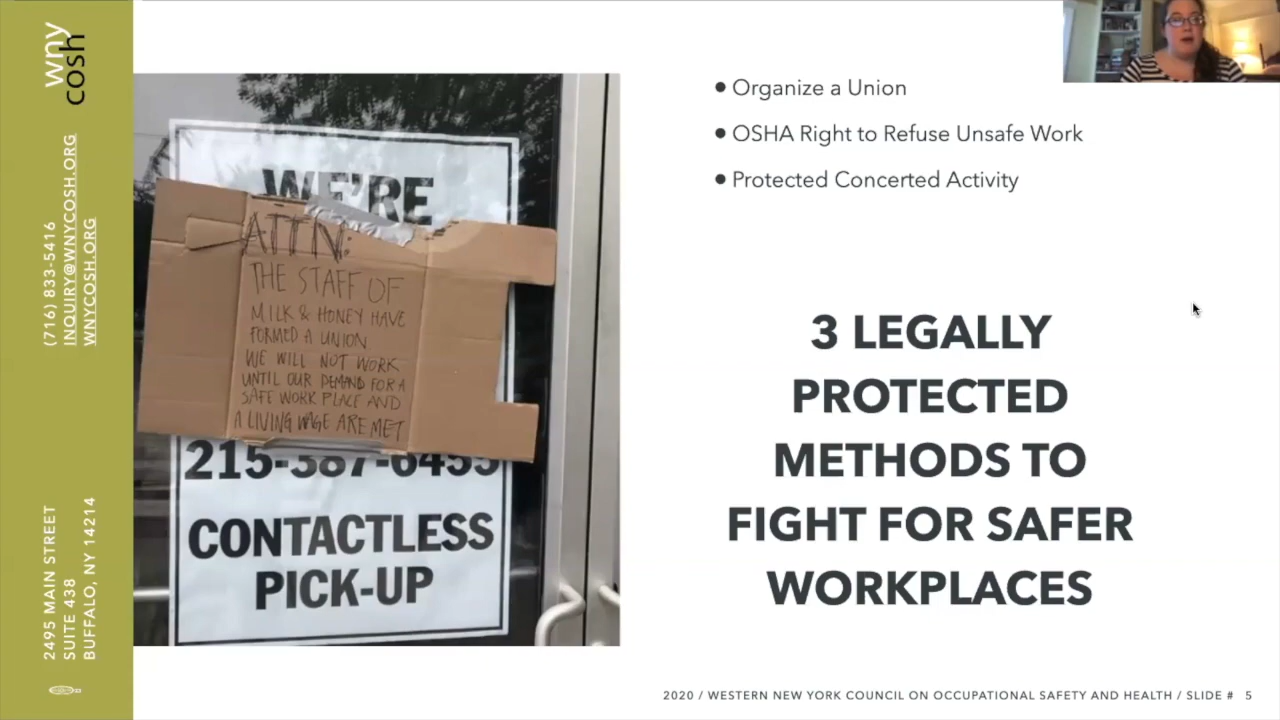 wny
cosh
(716) 833-5416
INQUIRY@WNYCOSH.ORG
WNYCOSH.ORG
2495 MAIN STREET
SUITE 438
BUFFALO, NY 14214
WE'RE
ATTN:
THE STAFF OF
MILK & HONEY HAVE
FORMED A UNION
WE WILL NOT WORK
UNTIL OUR DEMAND FOR A
SAFE WORK PLACE AND
A LIVING WAGE ARE MET
215-387-6455
CONTACTLESS
PICK-UP
• Organize a Union
• OSHA Right to Refuse Unsafe Work
• Protected Concerted Activity
3 LEGALLY
PROTECTED
METHODS TO
FIGHT FOR SAFER
WORKPLACES
2020 / WESTERN NEW YORK COUNCIL ON OCCUPATIONAL SAFETY AND HEALTH / SLIDE # 5